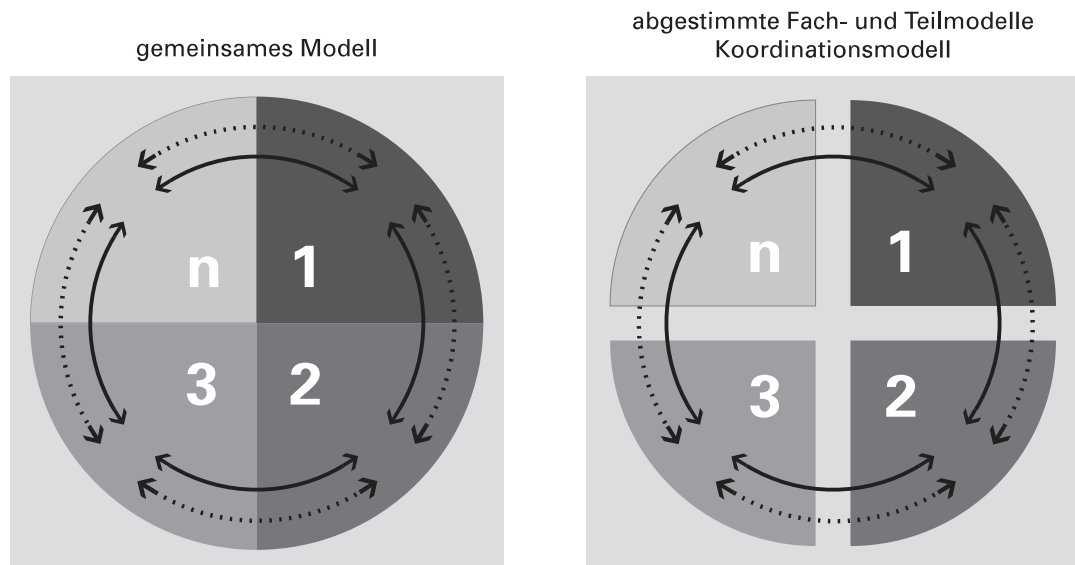 gemeinsames Modell
n 1
3 2
abgestimmte Fach- und Teilmodelle
Koordinationsmodell
n 1
3 2